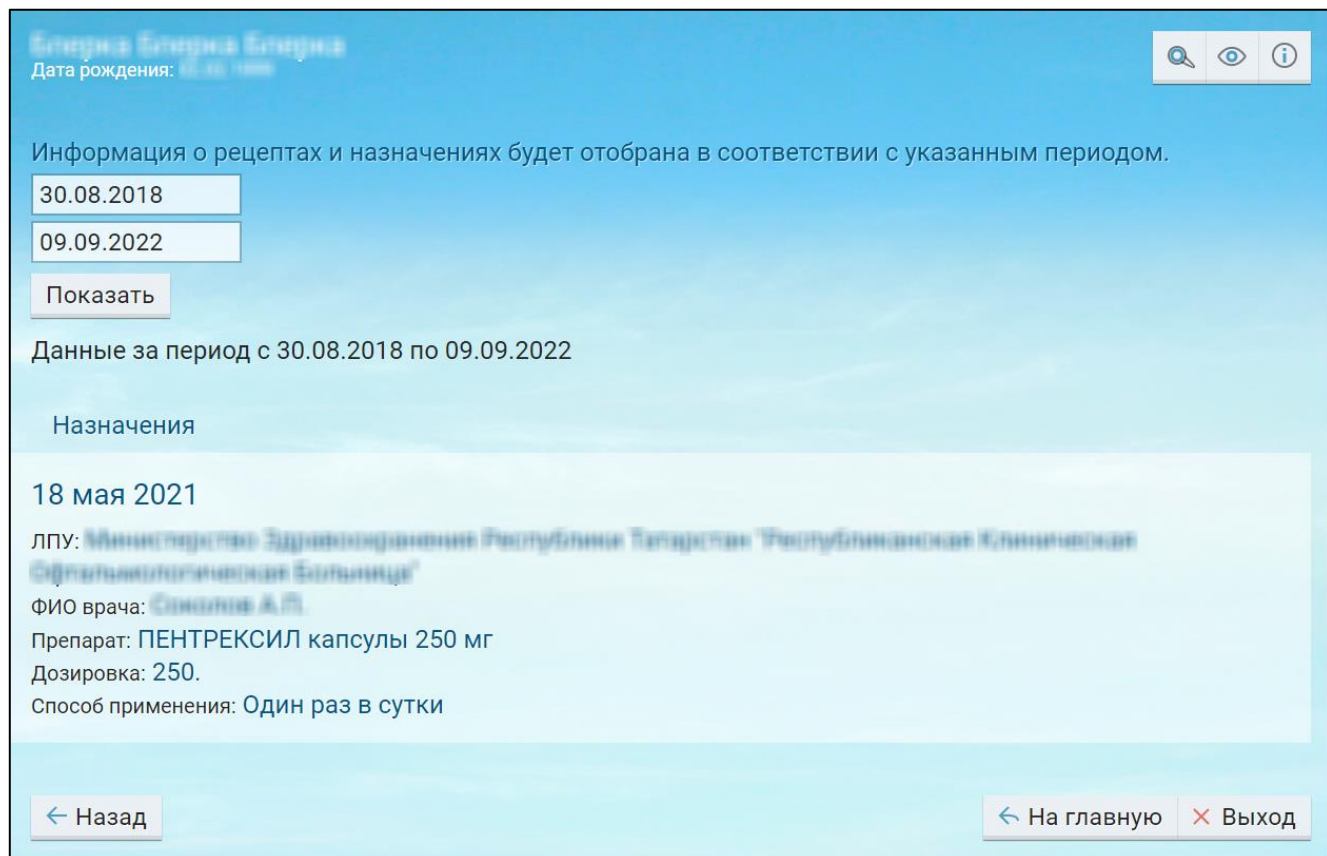 Дата рождения:
Информация о рецептах и назначениях будет отобрана в соответствии с указанным периодом.
30.08.2018
09.09.2022
Показать
Данные за период с 30.08.2018 по 09.09.2022
Назначения
18 мая 2021
ЛПУ:
ФИО врача:
Препарат: ПЕНТРЕКСИЛ капсулы 250 мг
Дозировка: 250.
Способ применения: Один раз в сутки
Назад
На главную
Выход